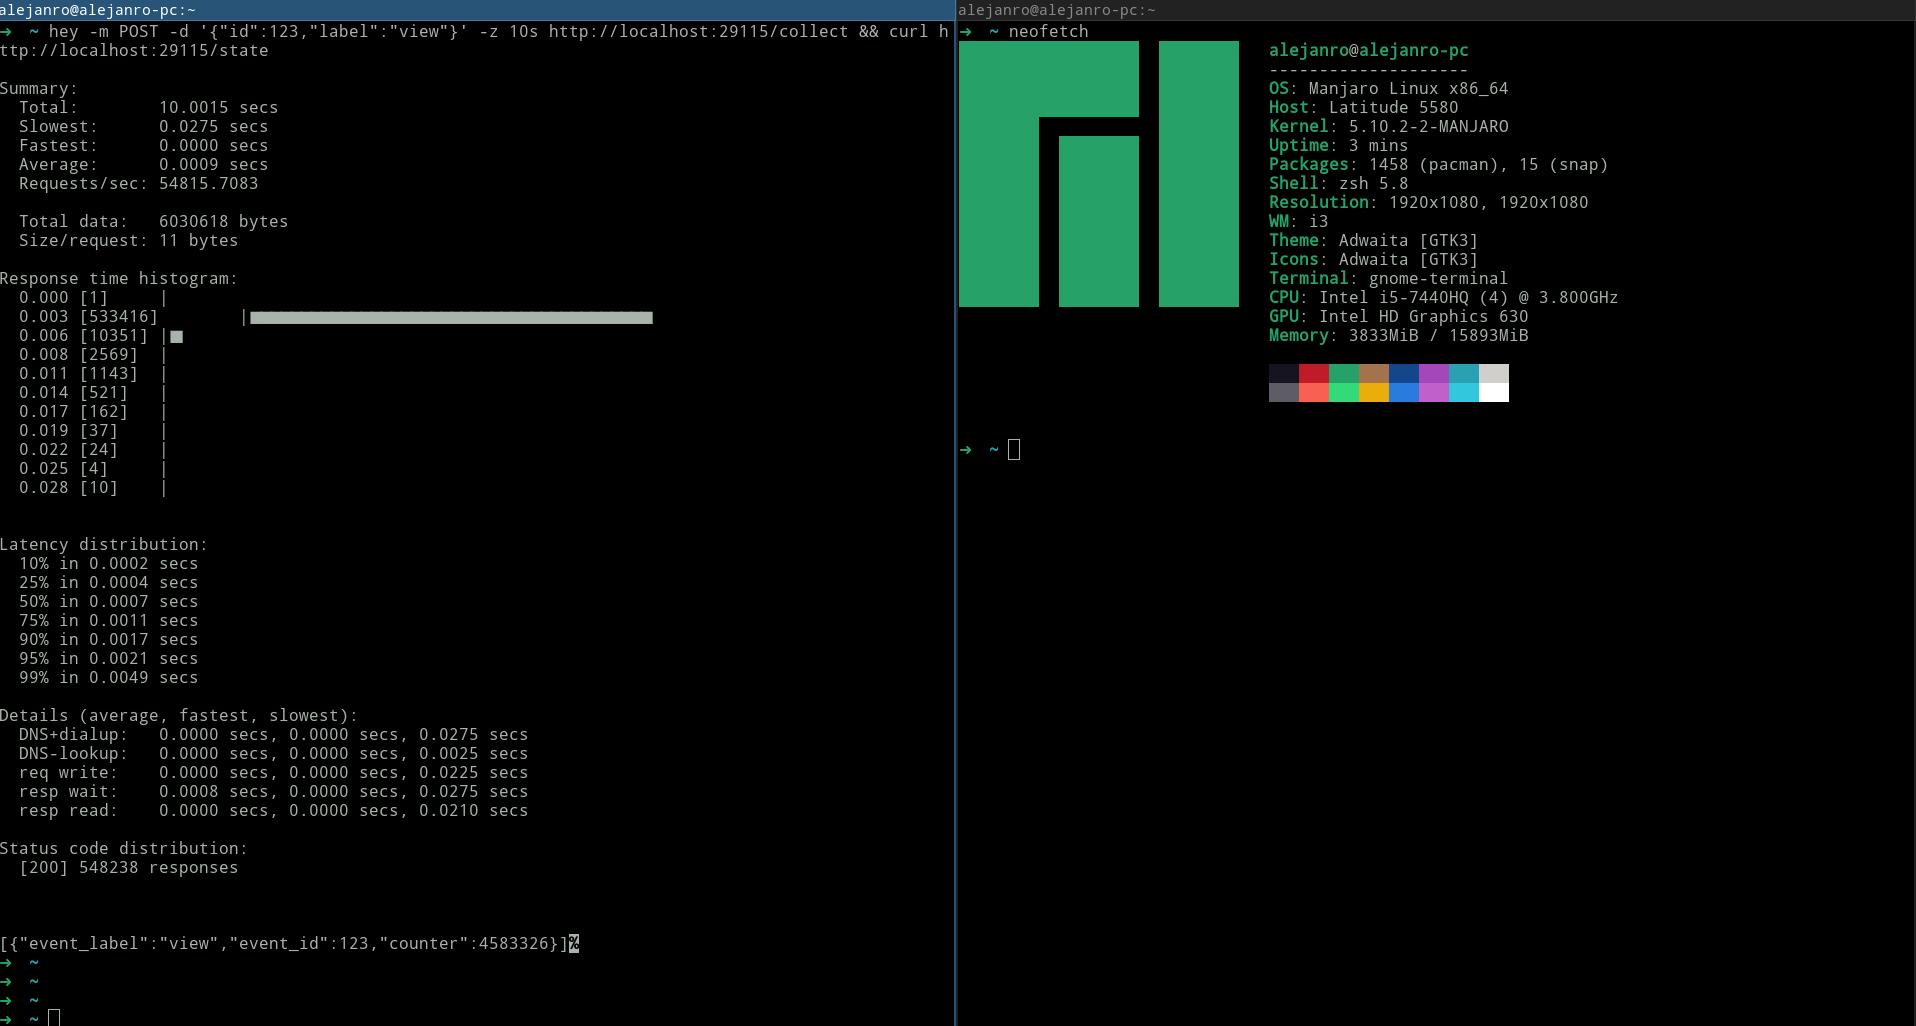 alejanro@alejanro-pc:~
➜  ~ hey -m POST -d '{"id":123,"label":"view"}' -z 10s http://localhost:29115/collect && curl h
ttp://localhost:29115/state

Summary:
  Total:        10.0015 secs
  Slowest:      0.0275 secs
  Fastest:      0.0000 secs
  Average:      0.0009 secs
  Requests/sec: 54815.7083

  Total data:   6030618 bytes
  Size/request: 11 bytes

Response time histogram:
  0.000 [1]     |
  0.003 [533416]        |■■■■■■■■■■■■■■■■■■■■■■■■■■■■■■■■■■■■■■■■
  0.006 [10351] |■
  0.008 [2569]  |
  0.011 [1143]  |
  0.014 [521]   |
  0.017 [162]   |
  0.019 [37]    |
  0.022 [24]    |
  0.025 [4]     |
  0.028 [10]    |

Latency distribution:
  10% in 0.0002 secs
  25% in 0.0004 secs
  50% in 0.0007 secs
  75% in 0.0011 secs
  90% in 0.0017 secs
  95% in 0.0021 secs
  99% in 0.0049 secs

Details (average, fastest, slowest):
  DNS+dialup:   0.0000 secs, 0.0000 secs, 0.0275 secs
  DNS-lookup:   0.0000 secs, 0.0000 secs, 0.0025 secs
  req write:    0.0000 secs, 0.0000 secs, 0.0225 secs
  resp wait:    0.0008 secs, 0.0000 secs, 0.0275 secs
  resp read:    0.0000 secs, 0.0000 secs, 0.0210 secs

Status code distribution:
  [200] 548238 responses

[{"event_label":"view","event_id":123,"counter":4583326}]%
➜  ~
➜  ~
➜  ~
➜  ~
alejanro@alejanro-pc:~
➜  ~ neofetch
alejanro@alejanro-pc
--------------------
OS: Manjaro Linux x86_64
Host: Latitude 5580
Kernel: 5.10.2-2-MANJARO
Uptime: 3 mins
Packages: 1458 (pacman), 15 (snap)
Shell: zsh 5.8
Resolution: 1920x1080, 1920x1080
WM: i3
Theme: Adwaita [GTK3]
Icons: Adwaita [GTK3]
Terminal: gnome-terminal
CPU: Intel i5-7440HQ (4) @ 3.800GHz
GPU: Intel HD Graphics 630
Memory: 3833MiB / 15893MiB
➜  ~